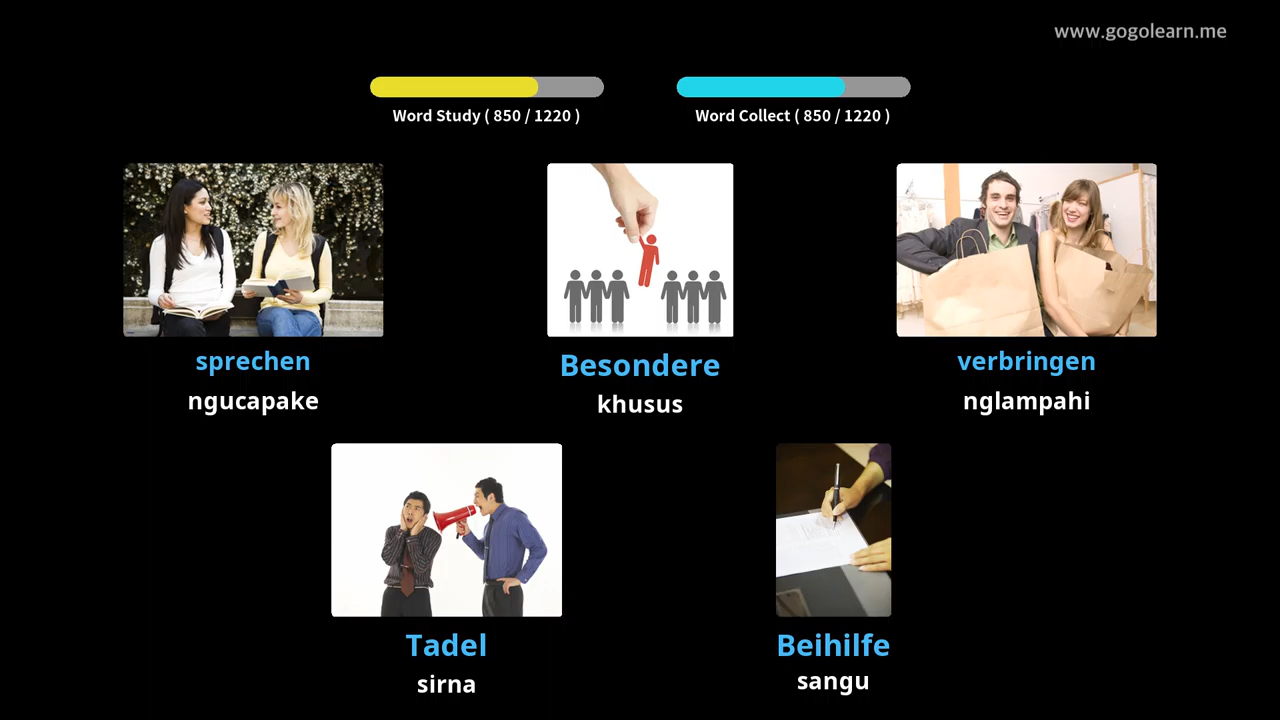 www.gogolearn.me
Word Study ( 850 / 1220 )
Word Collect ( 850 / 1220 )
sprechen
ngucapake
Besondere
khusus
verbringen
nglampahi
Tadel
sirna
Beihilfe
sangu